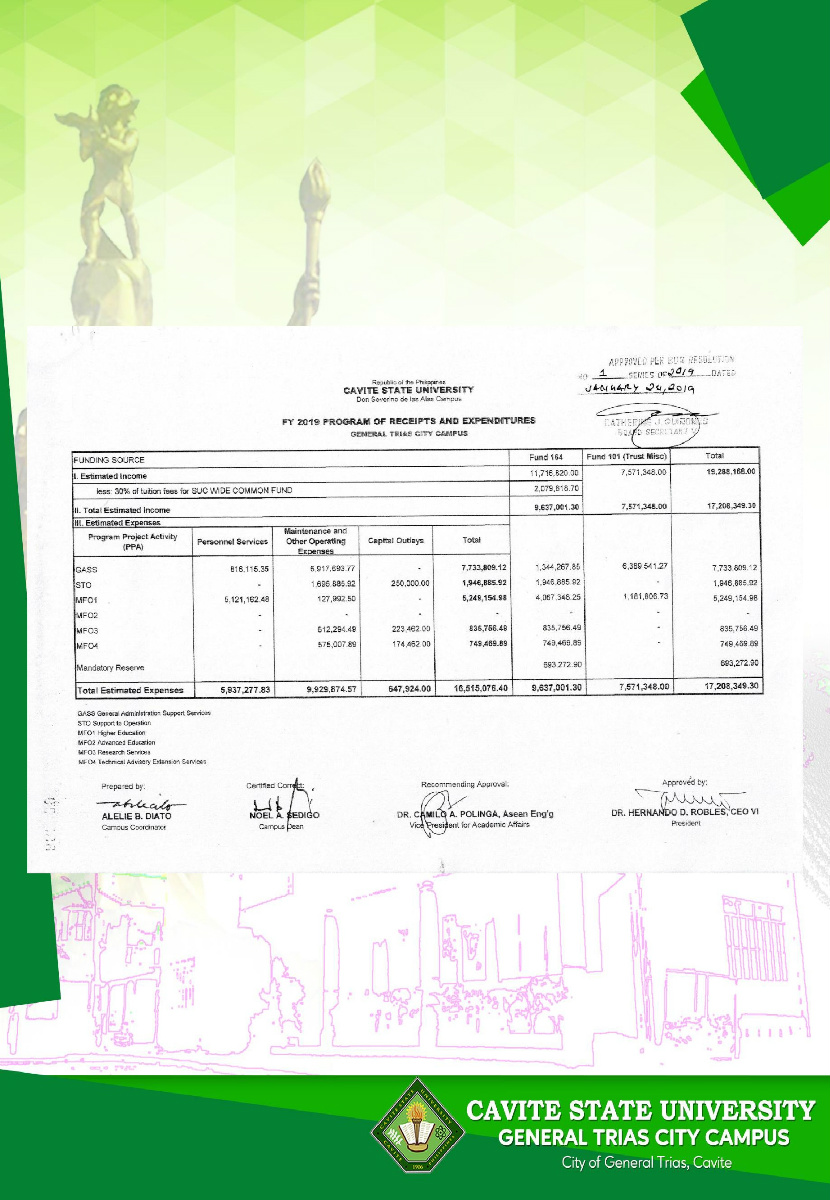 APPROVED PER BOR RESOLUTION
NO 1 SERIES OF 2019 DATED
JANUARY 24, 2019
BOARD SECRETARY V
Republic of the Philippines
CAVITE STATE UNIVERSITY
Don Severino de las Alas Campus
FY 2019 PROGRAM OF RECEIPTS AND EXPENDITURES
GENERAL TRIAS CITY CAMPUS
FUNDING SOURCE Fund 164 Fund 101 (Trust Misc) Total
I. Estimated Income 11,716,820.00 7,571,348.00 19,288,168.00
less: 30% of tuition fees for SUC WIDE COMMON FUND 2,079,818.70
II. Total Estimated Income 9,637,001.30 7,571,348.00 17,208,349.30
III. Estimated Expenses
Program Project Activity (PPA) Personnel Services Maintenance and Other Operating Expenses Capital Outlays Total
GASS 816,115.35 6,917,693.77 - 7,733,809.12 1,344,267.85 6,389,541.27 7,733,809.12
STO - 1,696,885.92 250,000.00 1,946,885.92 1,946,885.92 - 1,946,885.92
MFO1 5,121,162.48 127,992.50 - 5,249,154.98 4,067,348.25 1,181,806.73 5,249,154.98
MFO2 - - - - - - -
MFO3 - 612,294.49 223,462.00 835,756.49 835,756.49 - 835,756.49
MFO4 - 575,007.89 174,462.00 749,469.89 749,469.89 - 749,469.89
Mandatory Reserve 693,272.90 693,272.90
Total Estimated Expenses 5,937,277.83 9,929,874.57 647,924.00 16,515,076.40 9,637,001.30 7,571,348.00 17,208,349.30
GASS General Administration Support Services
STO Support to Operation
MFO1 Higher Education
MFO2 Advanced Education
MFO3 Research Services
MFO4 Technical Advisory Extension Services
Prepared by: Certified Correct: Recommending Approval: Approved by:
ALELIE B. DIATO NOEL A. SEDIGO DR. CAMILO A. POLINGA, Asean Eng'g DR. HERNANDO D. ROBLES, CEO VI
Campus Coordinator Campus Dean Vice President for Academic Affairs President
CAVITE STATE UNIVERSITY
GENERAL TRIAS CITY CAMPUS
City of General Trias, Cavite
1906